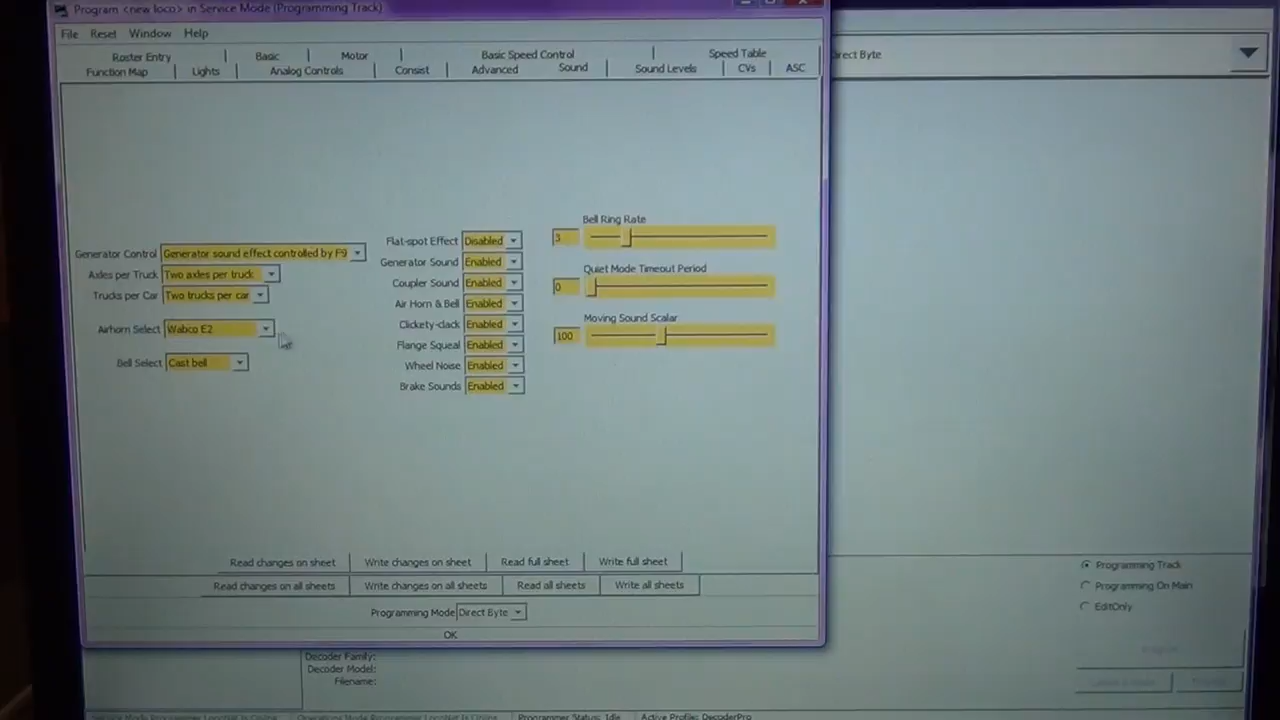 Program <new loco> in Service Mode (Programming Track)
File Reset Window Help
Roster Entry Basic Motor Basic Speed Control Speed Table
Function Map Lights Analog Controls Consist Advanced Sound Sound Levels CVs ASC
Direct Byte
Bell Ring Rate
3
Generator Control Generator sound effect controlled by F9
Axles per Truck Two axles per truck
Trucks per Car Two trucks per car
Airhorn Select Wabco E2
Bell Select Cast bell
Flat-spot Effect Disabled
Generator Sound Enabled
Coupler Sound Enabled
Air Horn & Bell Enabled
Clickety-clack Enabled
Flange Squeal Enabled
Wheel Noise Enabled
Brake Sounds Enabled
Quiet Mode Timeout Period
0
Moving Sound Scalar
100
Read changes on sheet Write changes on sheet Read full sheet Write full sheet
Read changes on all sheets Write changes on all sheets Read all sheets Write all sheets
Programming Mode Direct Byte
OK
Programming Track
Programming On Main
EditOnly
Decoder Family:
Decoder Model:
Filename:
Programmer Status: Idle
Active Profile: DecoderPro